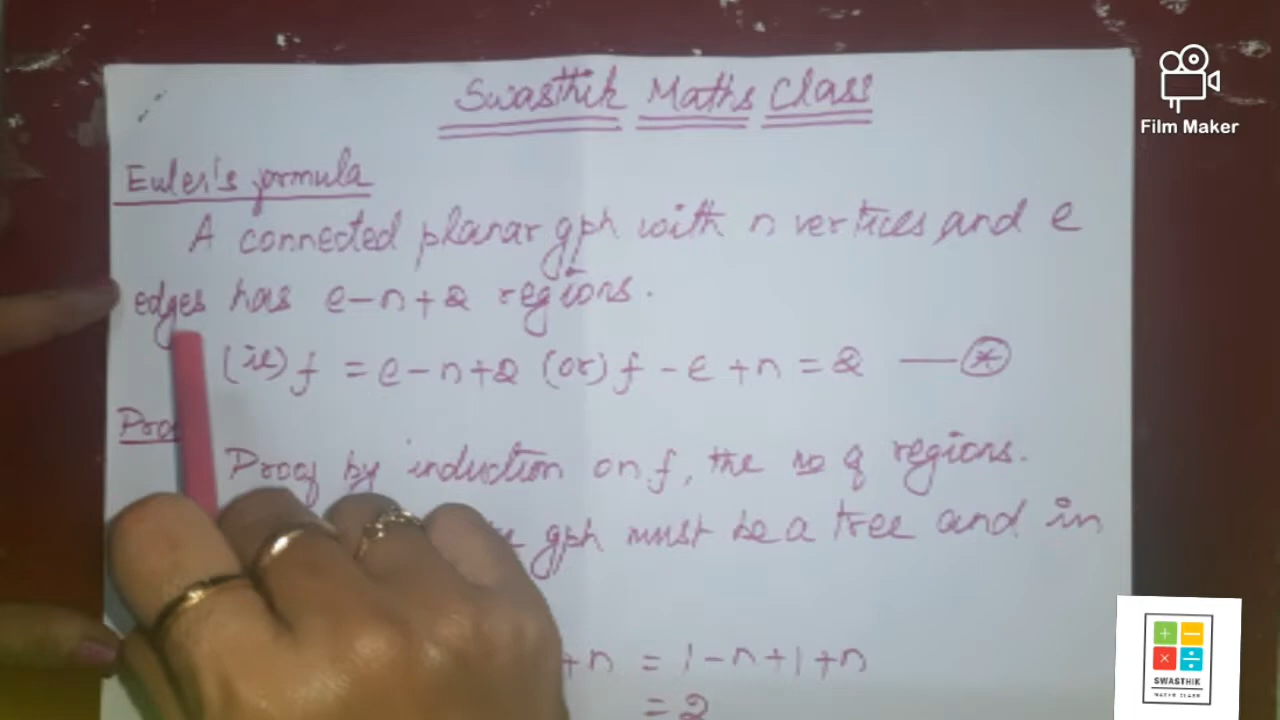 Swasthik Maths Class
Film Maker
Euler's formula
A connected planar gph with n vertices and e
edges has e-n+2 regions.
(ie) f = e-n+2 (or) f-e+n = 2 — *
Proof by induction on f, the no of regions.
gph must be a tree and in
+n = 1-n+1+n
= 2
SWASTHIK
MATHS CLASS